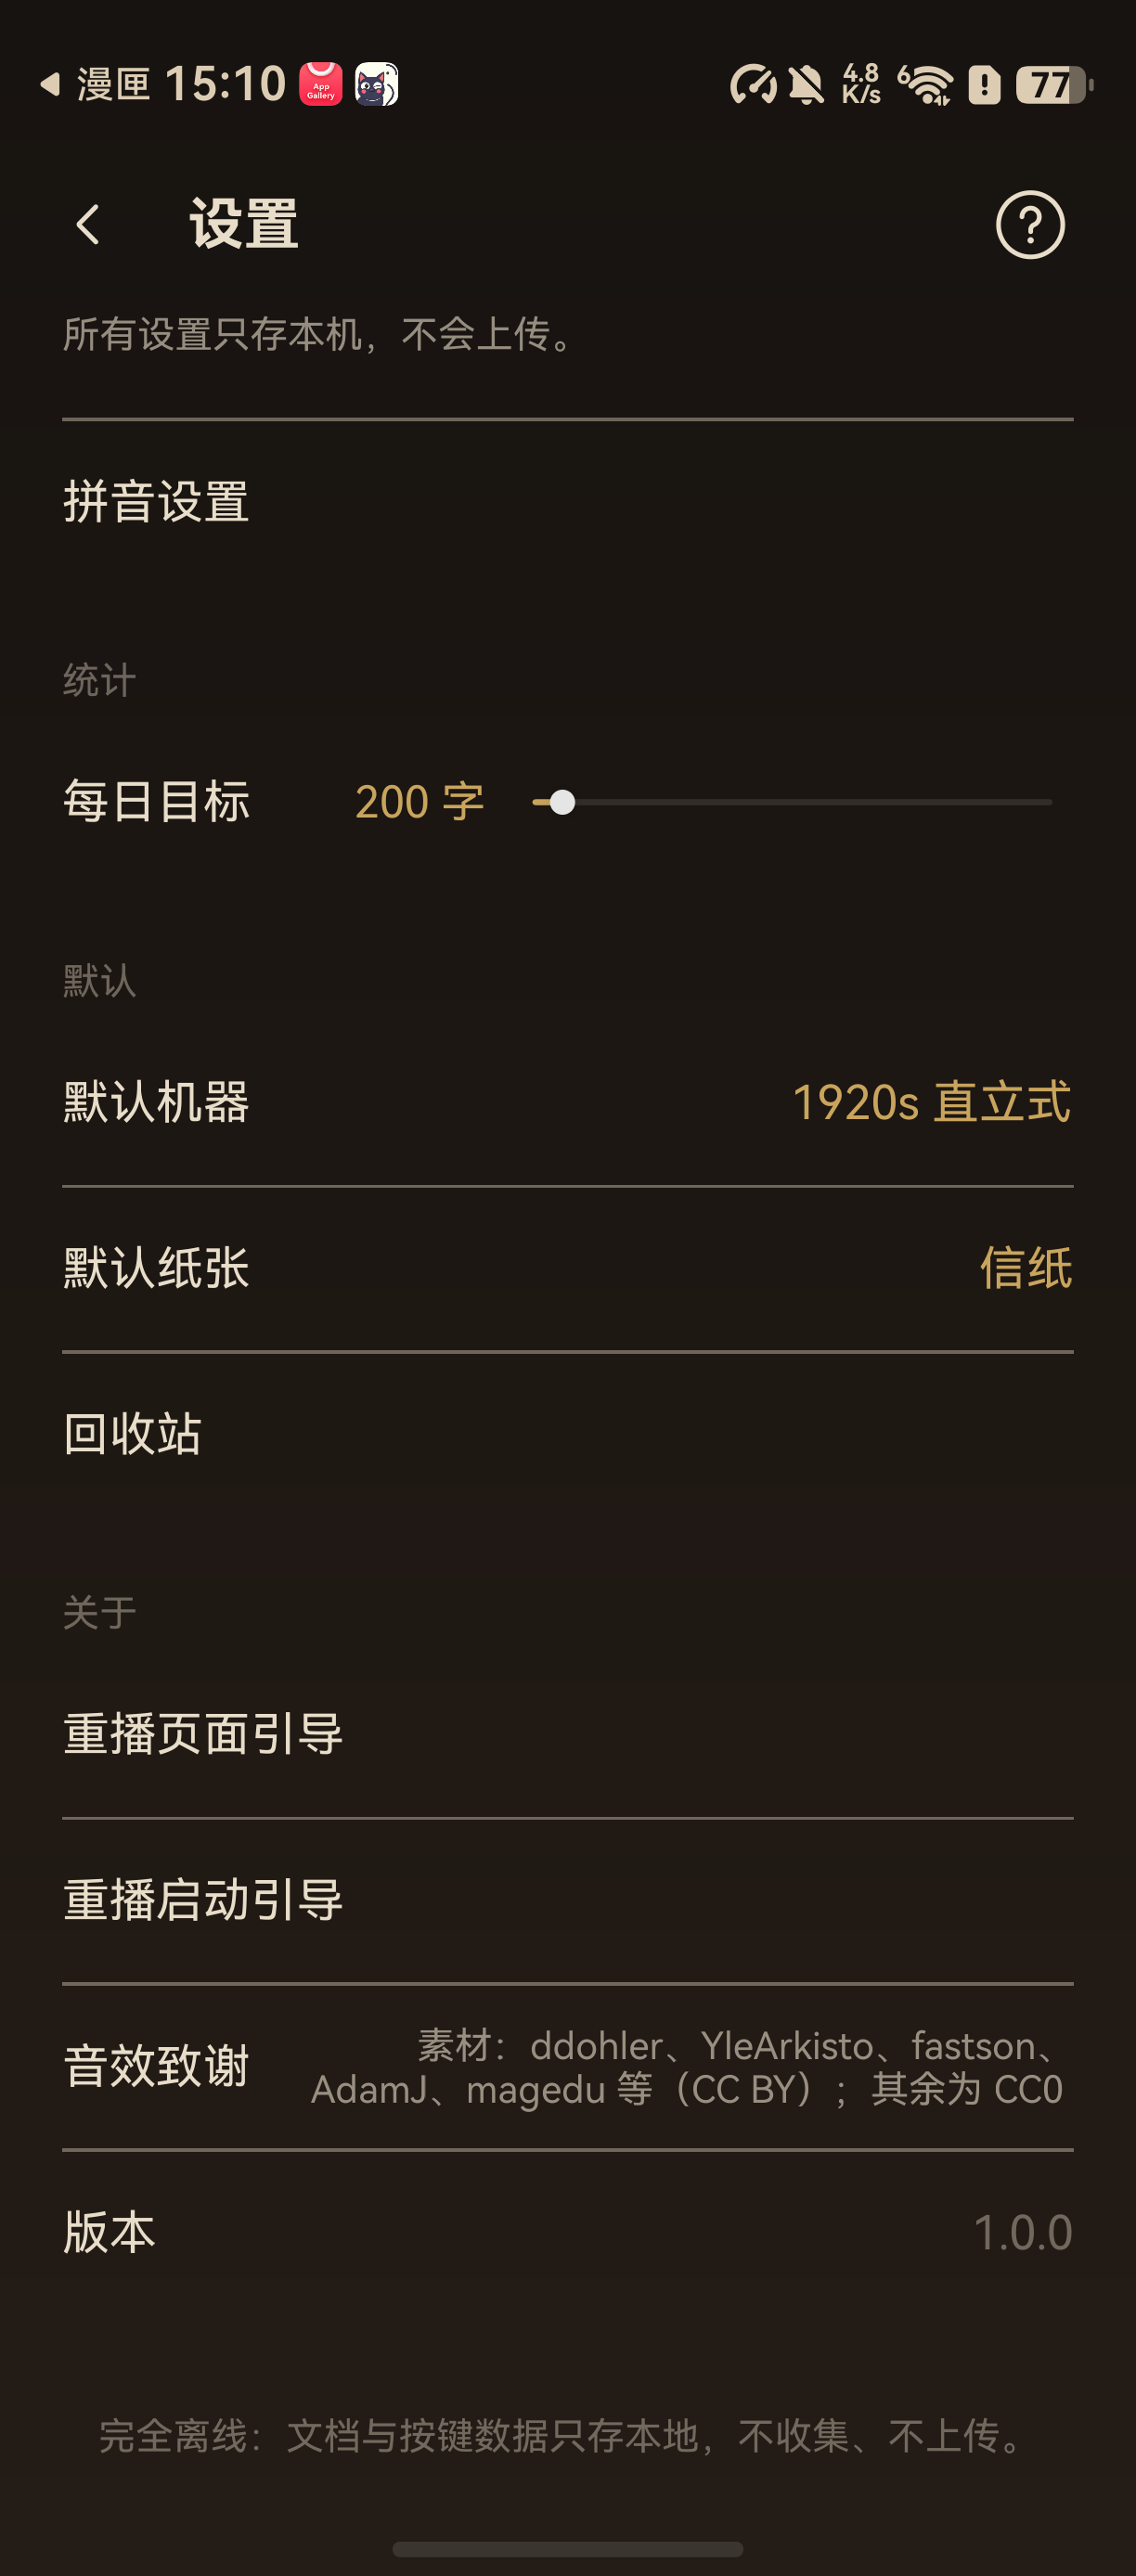 漫匣 15:10 App Gallery 4.8 K/s 6 77
设置
所有设置只存本机，不会上传。
拼音设置
统计
每日目标 200 字
默认
默认机器 1920s 直立式
默认纸张 信纸
回收站
关于
重播页面引导
重播启动引导
音效致谢 素材：ddohler、YleArkisto、fastson、
AdamJ、magedu 等（CC BY）；其余为 CC0
版本 1.0.0
完全离线：文档与按键数据只存本地，不收集、不上传。